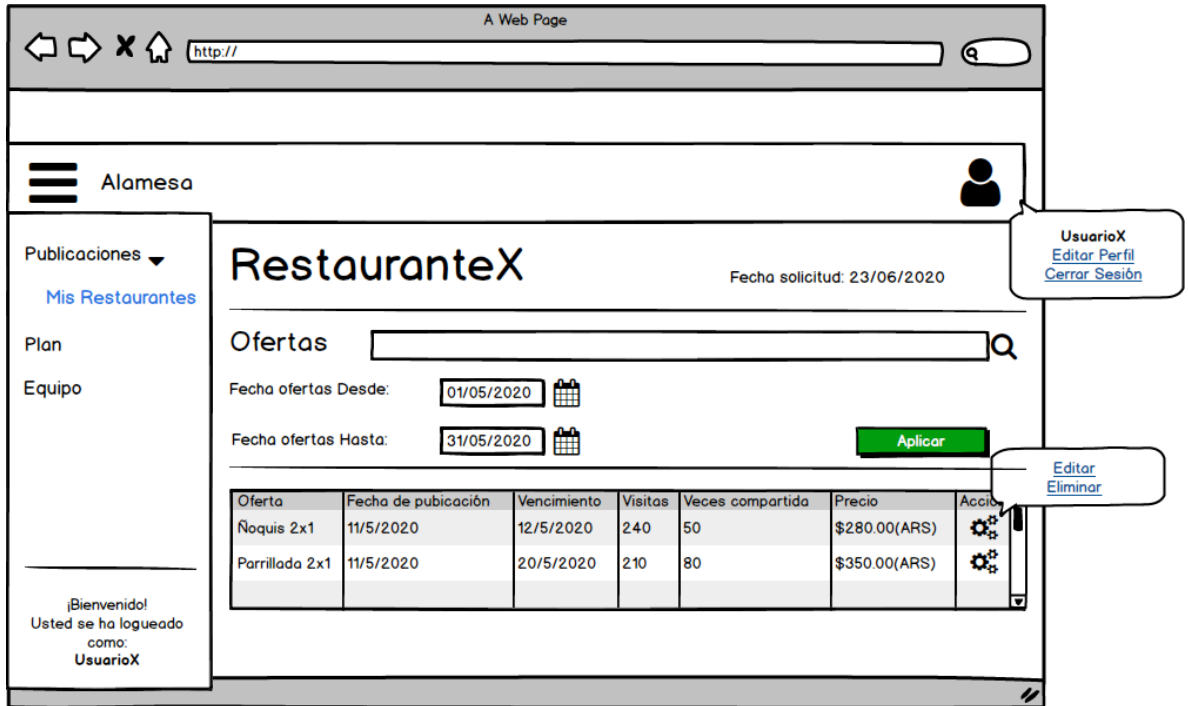 A Web Page
http://
Alamesa
UsuarioX
Editar Perfil
Cerrar Sesión
Publicaciones
Mis Restaurantes
Plan
Equipo
RestauranteX
Fecha solicitud: 23/06/2020
Ofertas
Fecha ofertas Desde:
01/05/2020
Fecha ofertas Hasta:
31/05/2020
Aplicar
Editar
Eliminar
Oferta Fecha de pubicación Vencimiento Visitas Veces compartida Precio Accio
Ñoquis 2x1 11/5/2020 12/5/2020 240 50 $280.00(ARS)
Parrillada 2x1 11/5/2020 20/5/2020 210 80 $350.00(ARS)
¡Bienvenido!
Usted se ha logueado
como:
UsuarioX